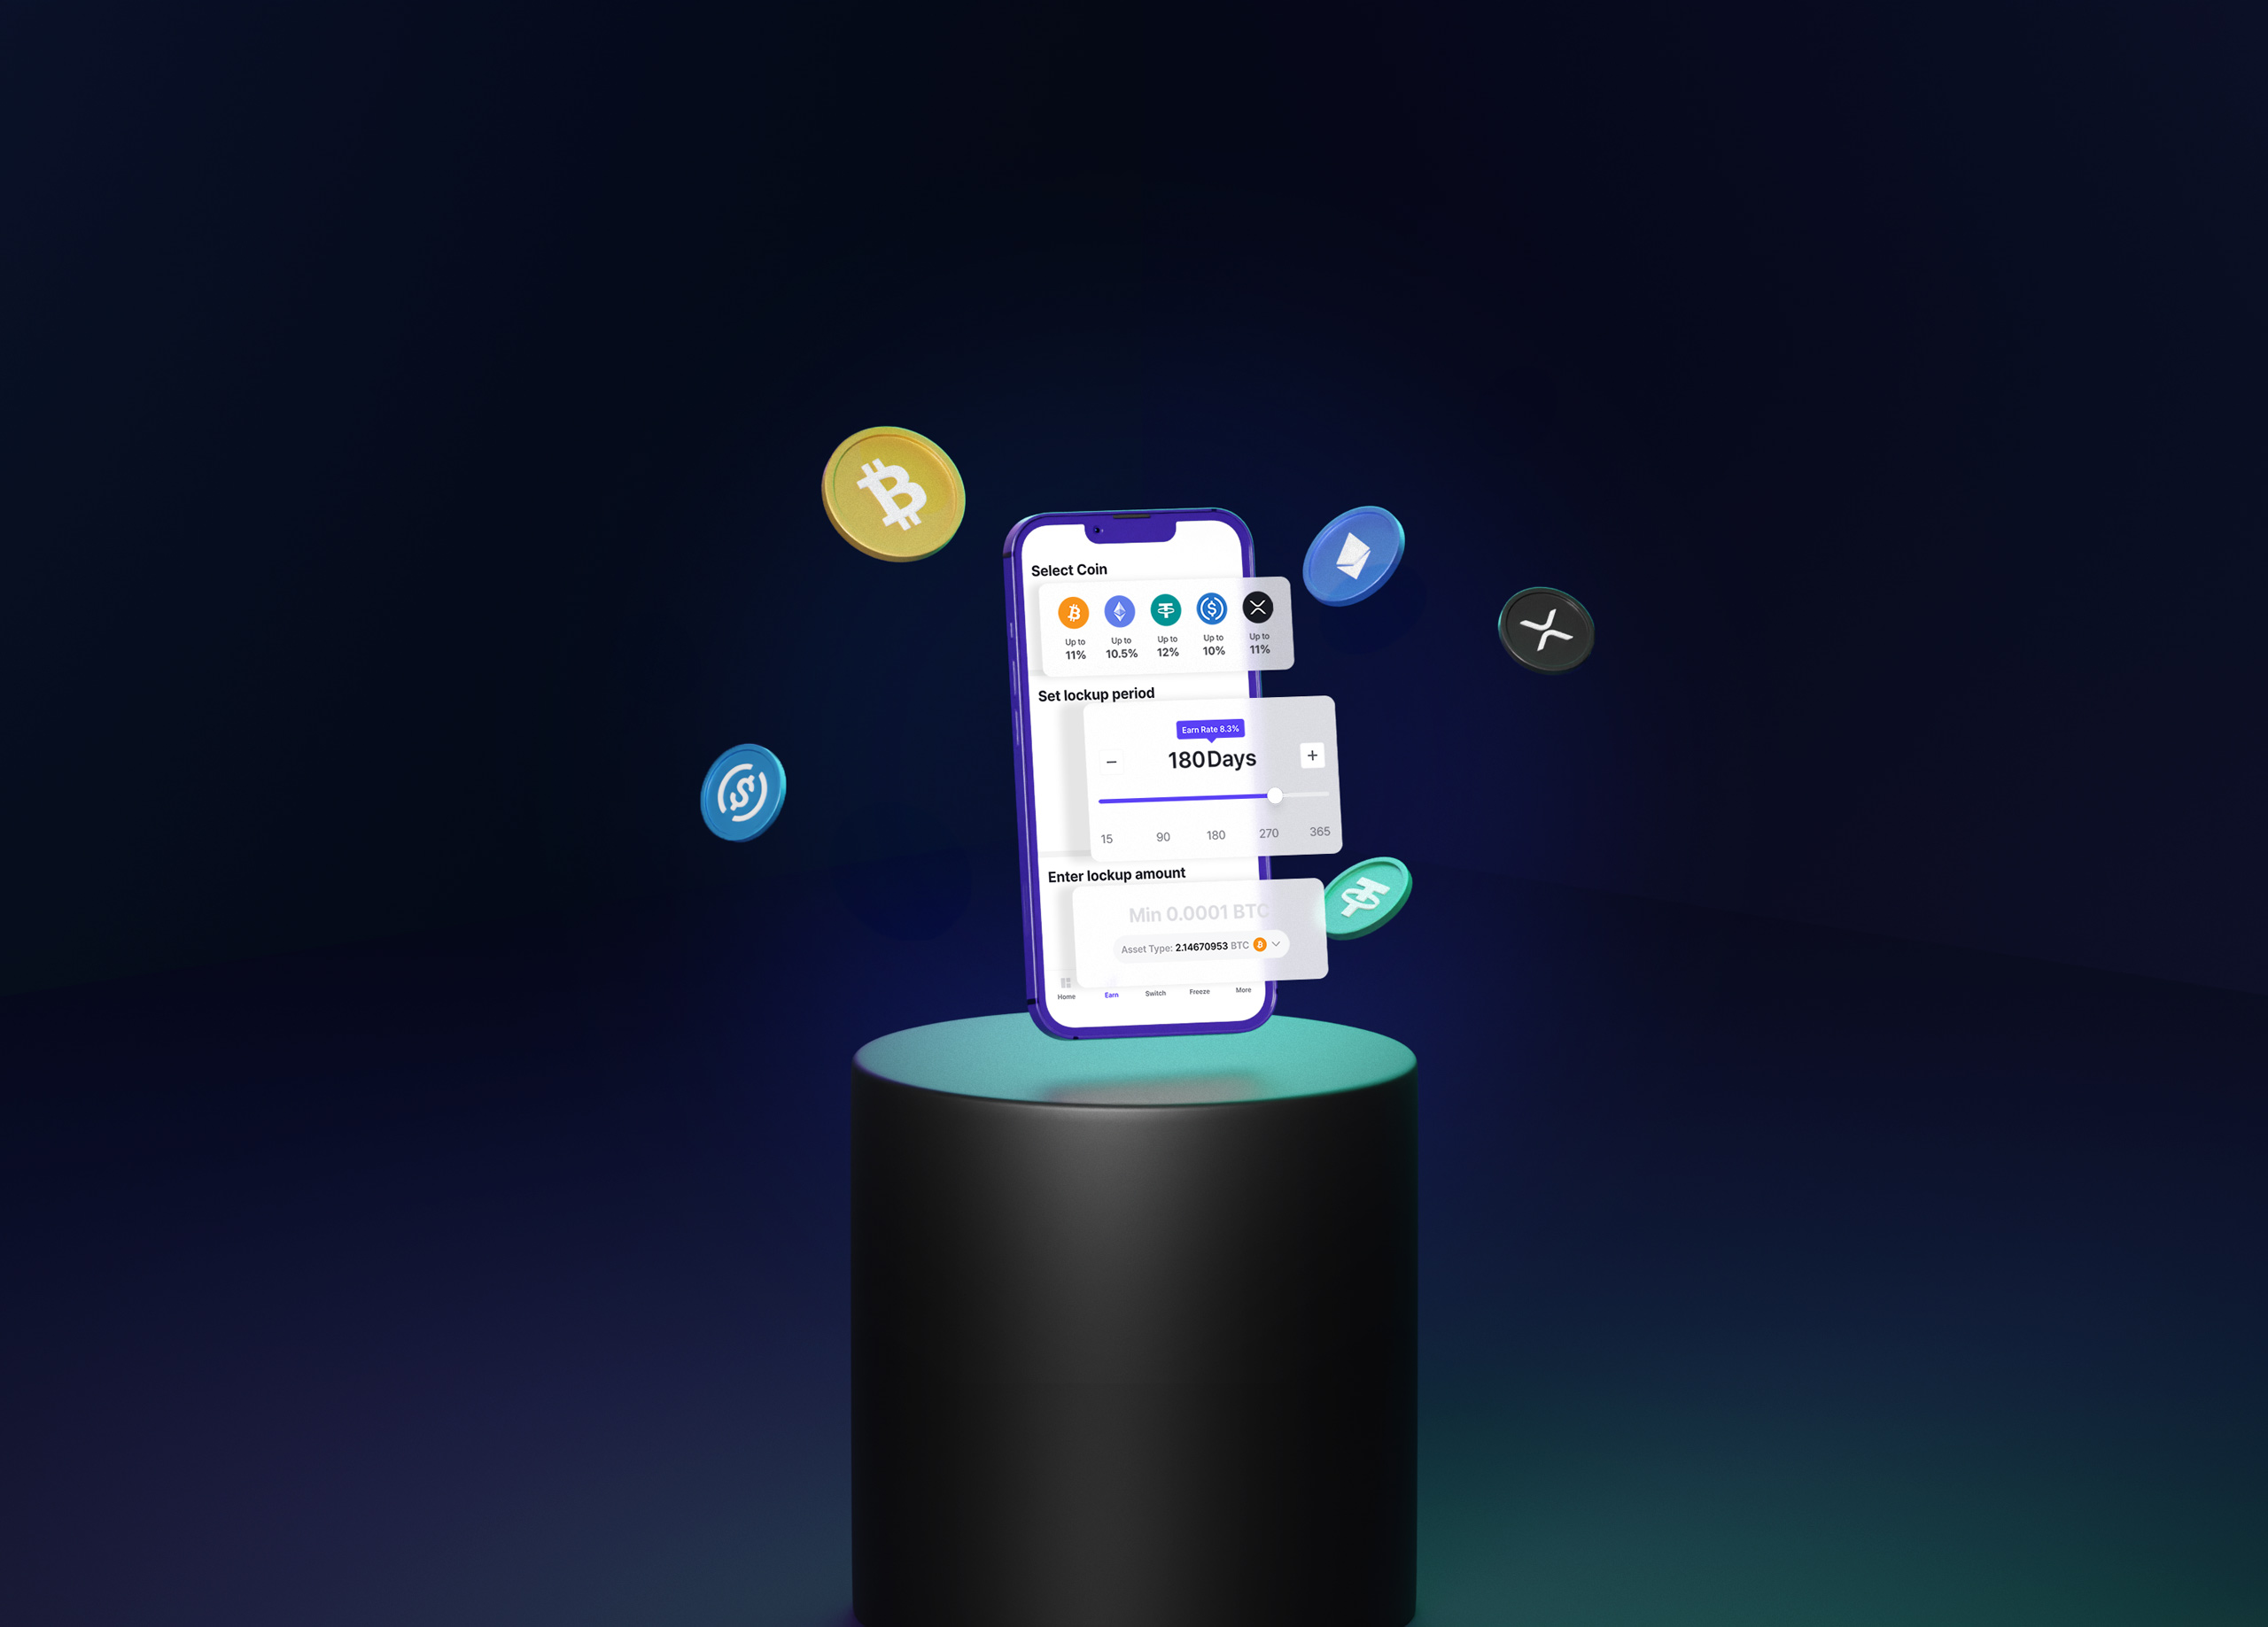 Select Coin
Up to Up to Up to Up to Up to
11% 10.5% 12% 10% 11%
Set lockup period
Earn Rate 8.3%
− 180Days +
15 90 180 270 365
Enter lockup amount
Min 0.0001 BTC
Asset Type: 2.14670953 BTC
Home Earn Switch Freeze More